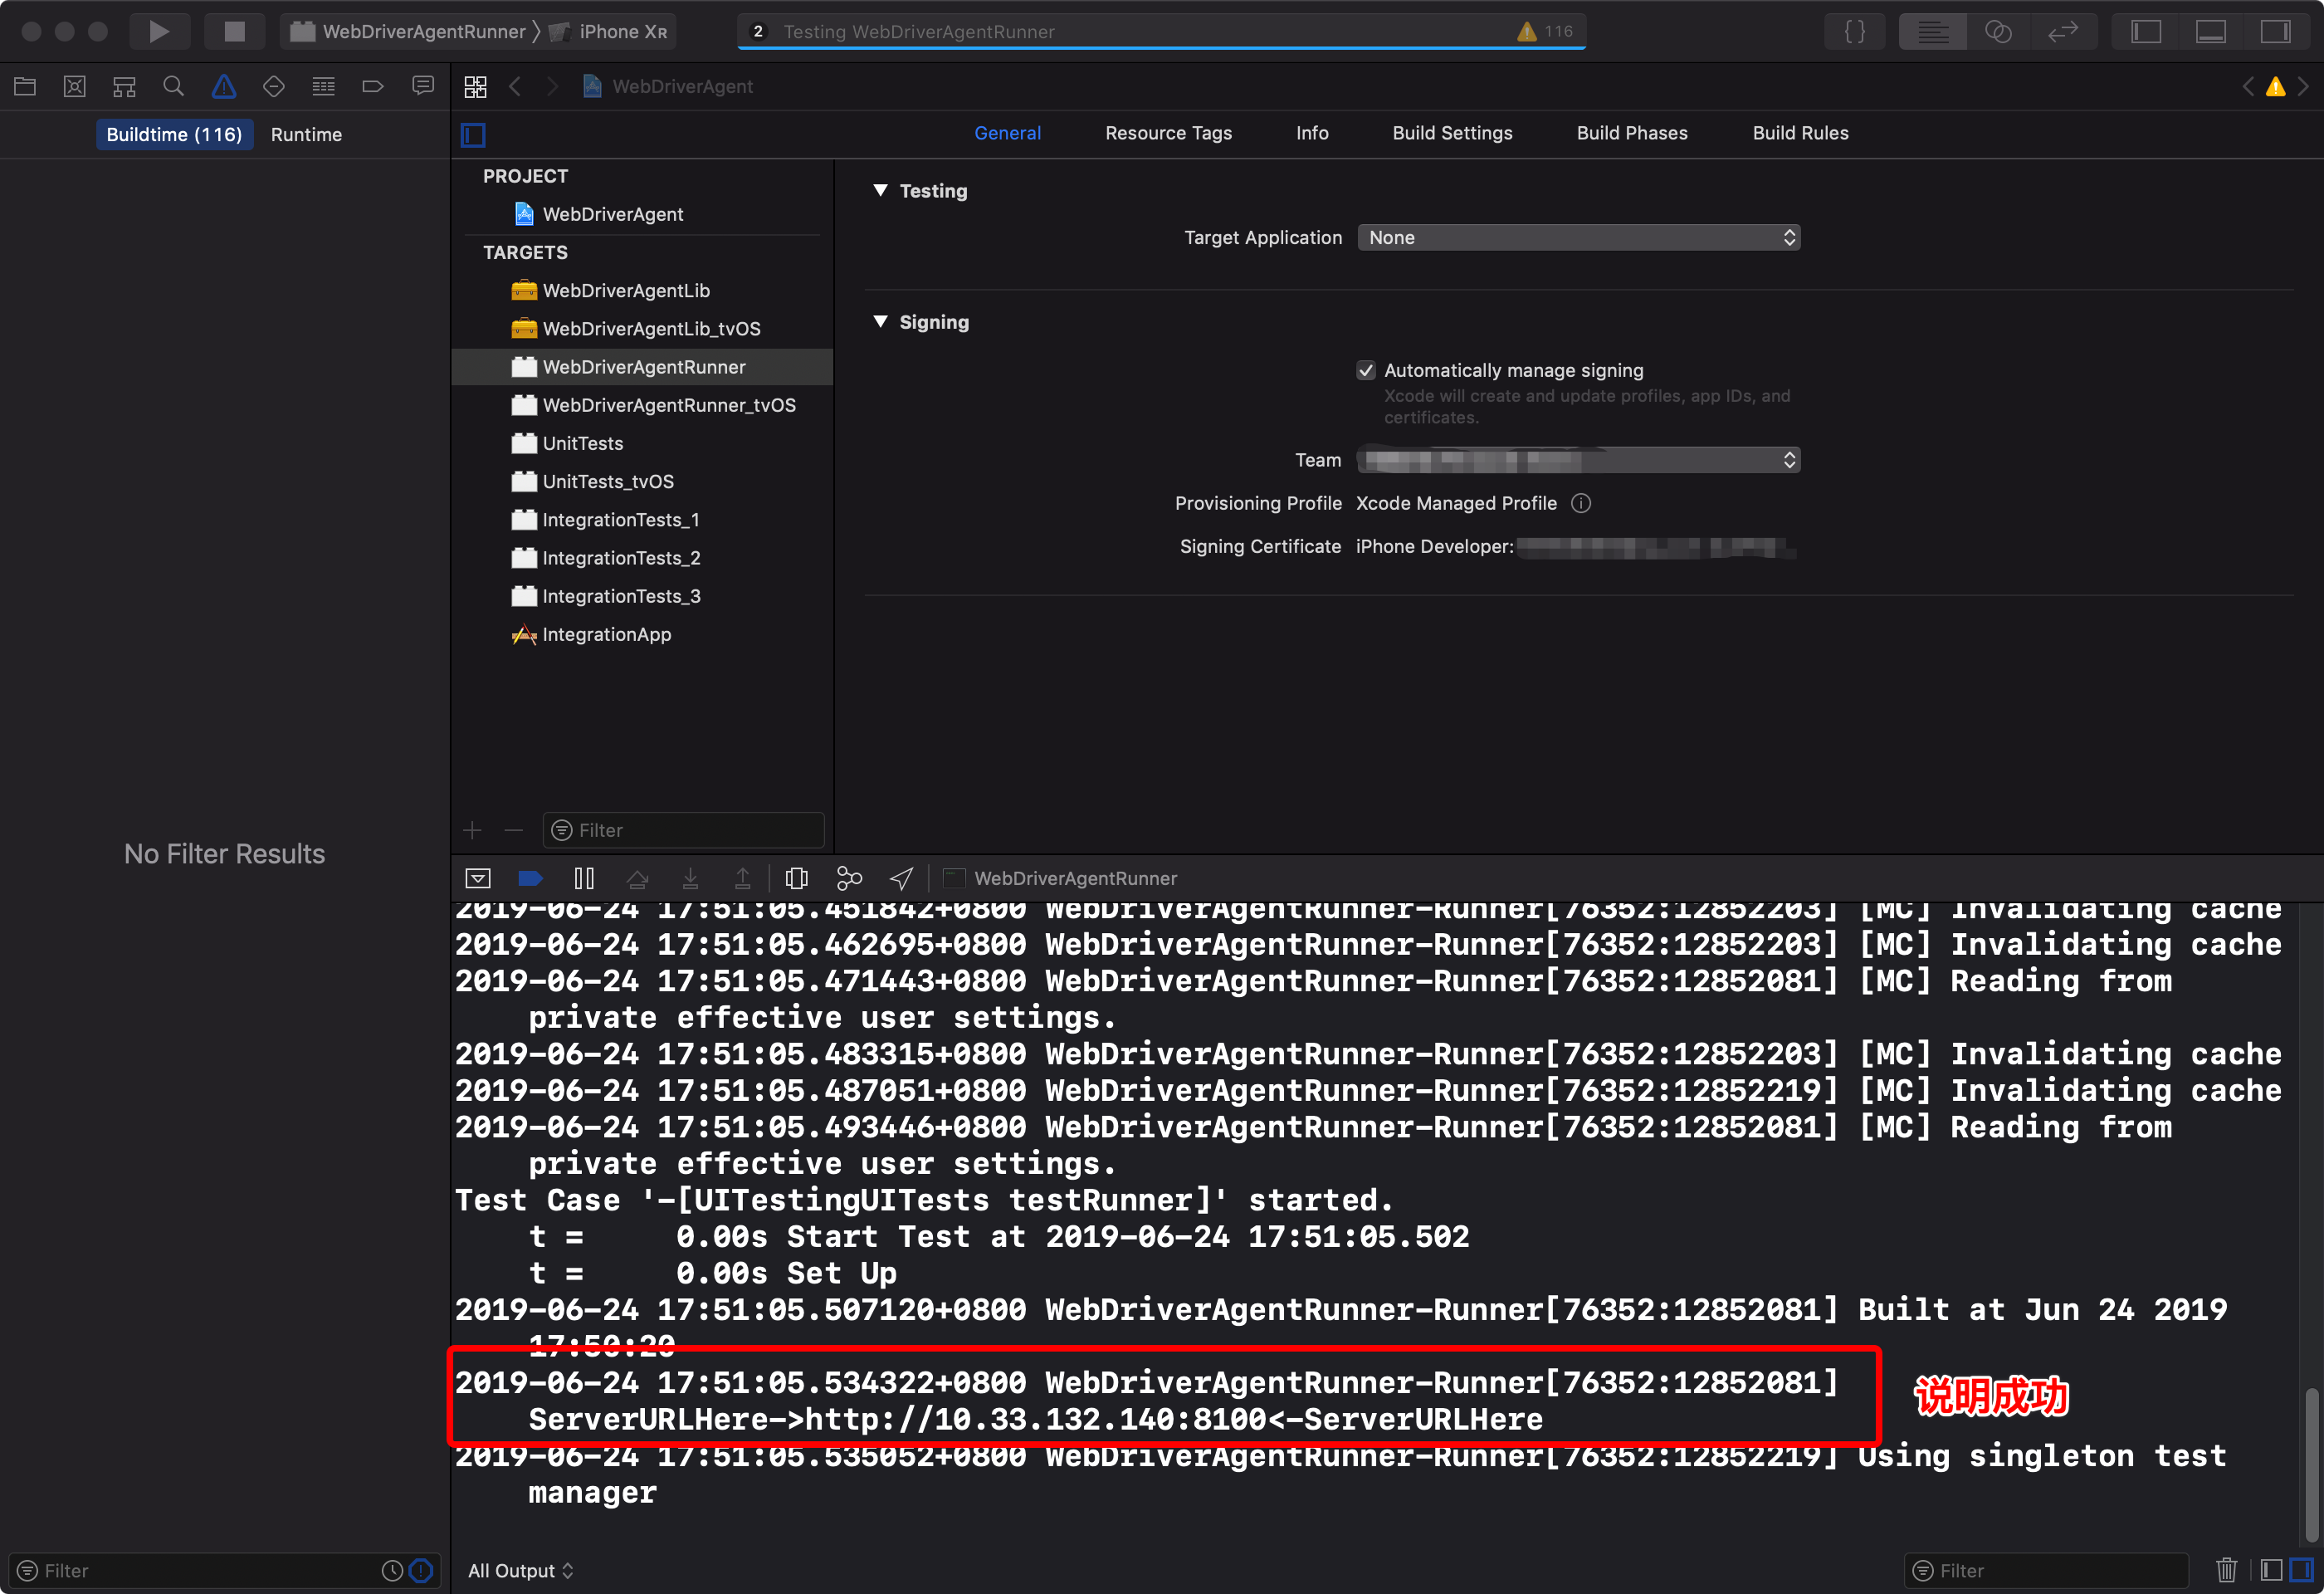 WebDriverAgentRunner iPhone XR
2 Testing WebDriverAgentRunner 116
{ }
WebDriverAgent
Buildtime (116) Runtime
General Resource Tags Info Build Settings Build Phases Build Rules
PROJECT
WebDriverAgent
TARGETS
WebDriverAgentLib
WebDriverAgentLib_tvOS
WebDriverAgentRunner
WebDriverAgentRunner_tvOS
UnitTests
UnitTests_tvOS
IntegrationTests_1
IntegrationTests_2
IntegrationTests_3
IntegrationApp
Filter
Testing
Target Application None
Signing
Automatically manage signing
Xcode will create and update profiles, app IDs, and
certificates.
Team
Provisioning Profile Xcode Managed Profile
Signing Certificate iPhone Developer:
No Filter Results
WebDriverAgentRunner
2019-06-24 17:51:05.451842+0800 WebDriverAgentRunner-Runner[76352:12852203] [MC] Invalidating cache
2019-06-24 17:51:05.462695+0800 WebDriverAgentRunner-Runner[76352:12852203] [MC] Invalidating cache
2019-06-24 17:51:05.471443+0800 WebDriverAgentRunner-Runner[76352:12852081] [MC] Reading from
private effective user settings.
2019-06-24 17:51:05.483315+0800 WebDriverAgentRunner-Runner[76352:12852203] [MC] Invalidating cache
2019-06-24 17:51:05.487051+0800 WebDriverAgentRunner-Runner[76352:12852219] [MC] Invalidating cache
2019-06-24 17:51:05.493446+0800 WebDriverAgentRunner-Runner[76352:12852081] [MC] Reading from
private effective user settings.
Test Case '-[UITestingUITests testRunner]' started.
t = 0.00s Start Test at 2019-06-24 17:51:05.502
t = 0.00s Set Up
2019-06-24 17:51:05.507120+0800 WebDriverAgentRunner-Runner[76352:12852081] Built at Jun 24 2019
17:50:20
2019-06-24 17:51:05.534322+0800 WebDriverAgentRunner-Runner[76352:12852081]
ServerURLHere->http://10.33.132.140:8100<-ServerURLHere
说明成功
2019-06-24 17:51:05.535052+0800 WebDriverAgentRunner-Runner[76352:12852219] Using singleton test
manager
Filter
All Output
Filter